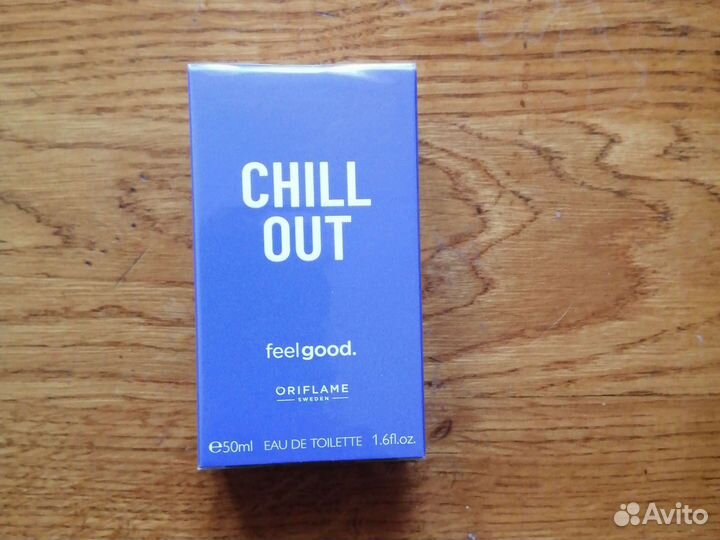 CHILL
OUT
feelgood.
ORIFLAME
SWEDEN
℮50ml EAU DE TOILETTE 1.6fl.oz.
Avito